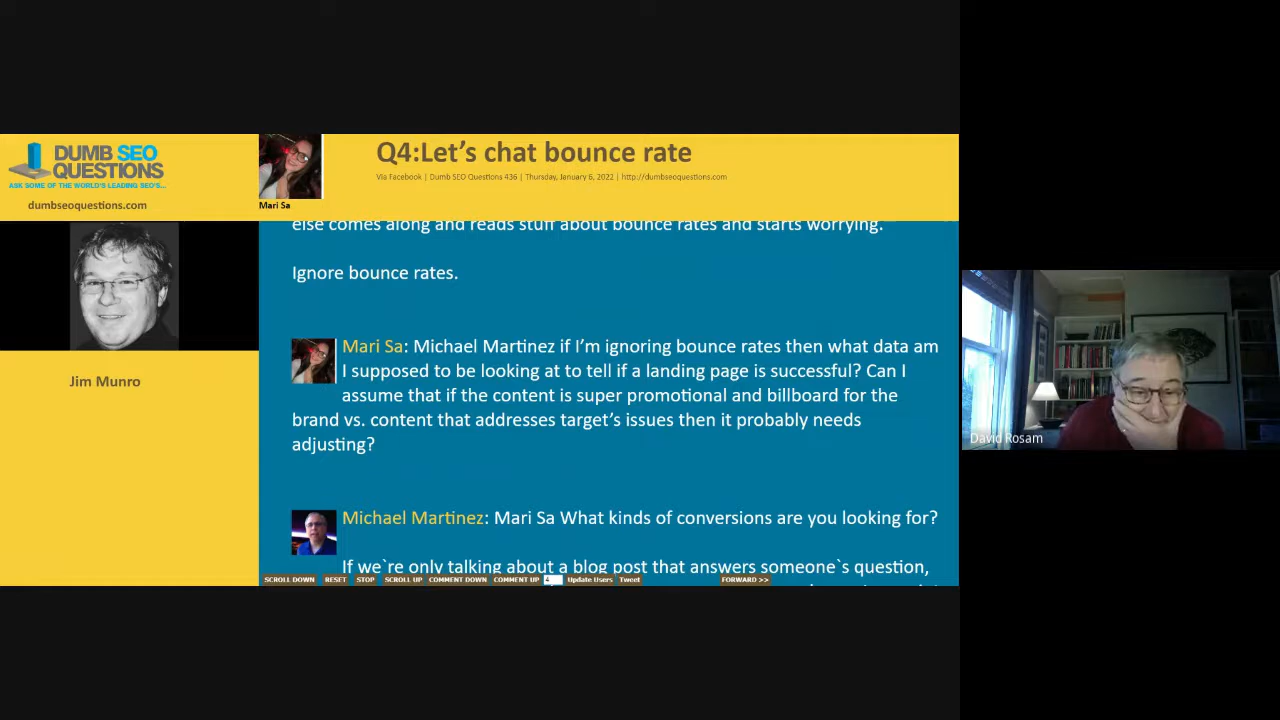 DUMB SEO
QUESTIONS
ASK SOME OF THE WORLD'S LEADING SEO'S...
dumbseoquestions.com
Mari Sa
Q4:Let's chat bounce rate
Via Facebook | Dumb SEO Questions 436 | Thursday, January 6, 2022 | http://dumbseoquestions.com
Jim Munro
else comes along and reads stuff about bounce rates and starts worrying.
Ignore bounce rates.
Mari Sa: Michael Martinez if I'm ignoring bounce rates then what data am
I supposed to be looking at to tell if a landing page is successful? Can I
assume that if the content is super promotional and billboard for the
brand vs. content that addresses target's issues then it probably needs
adjusting?
Michael Martinez: Mari Sa What kinds of conversions are you looking for?
If we`re only talking about a blog post that answers someone`s question,
SCROLL DOWN RESET STOP SCROLL UP COMMENT DOWN COMMENT UP 4 Update Users Tweet FORWARD >>
David Rosam